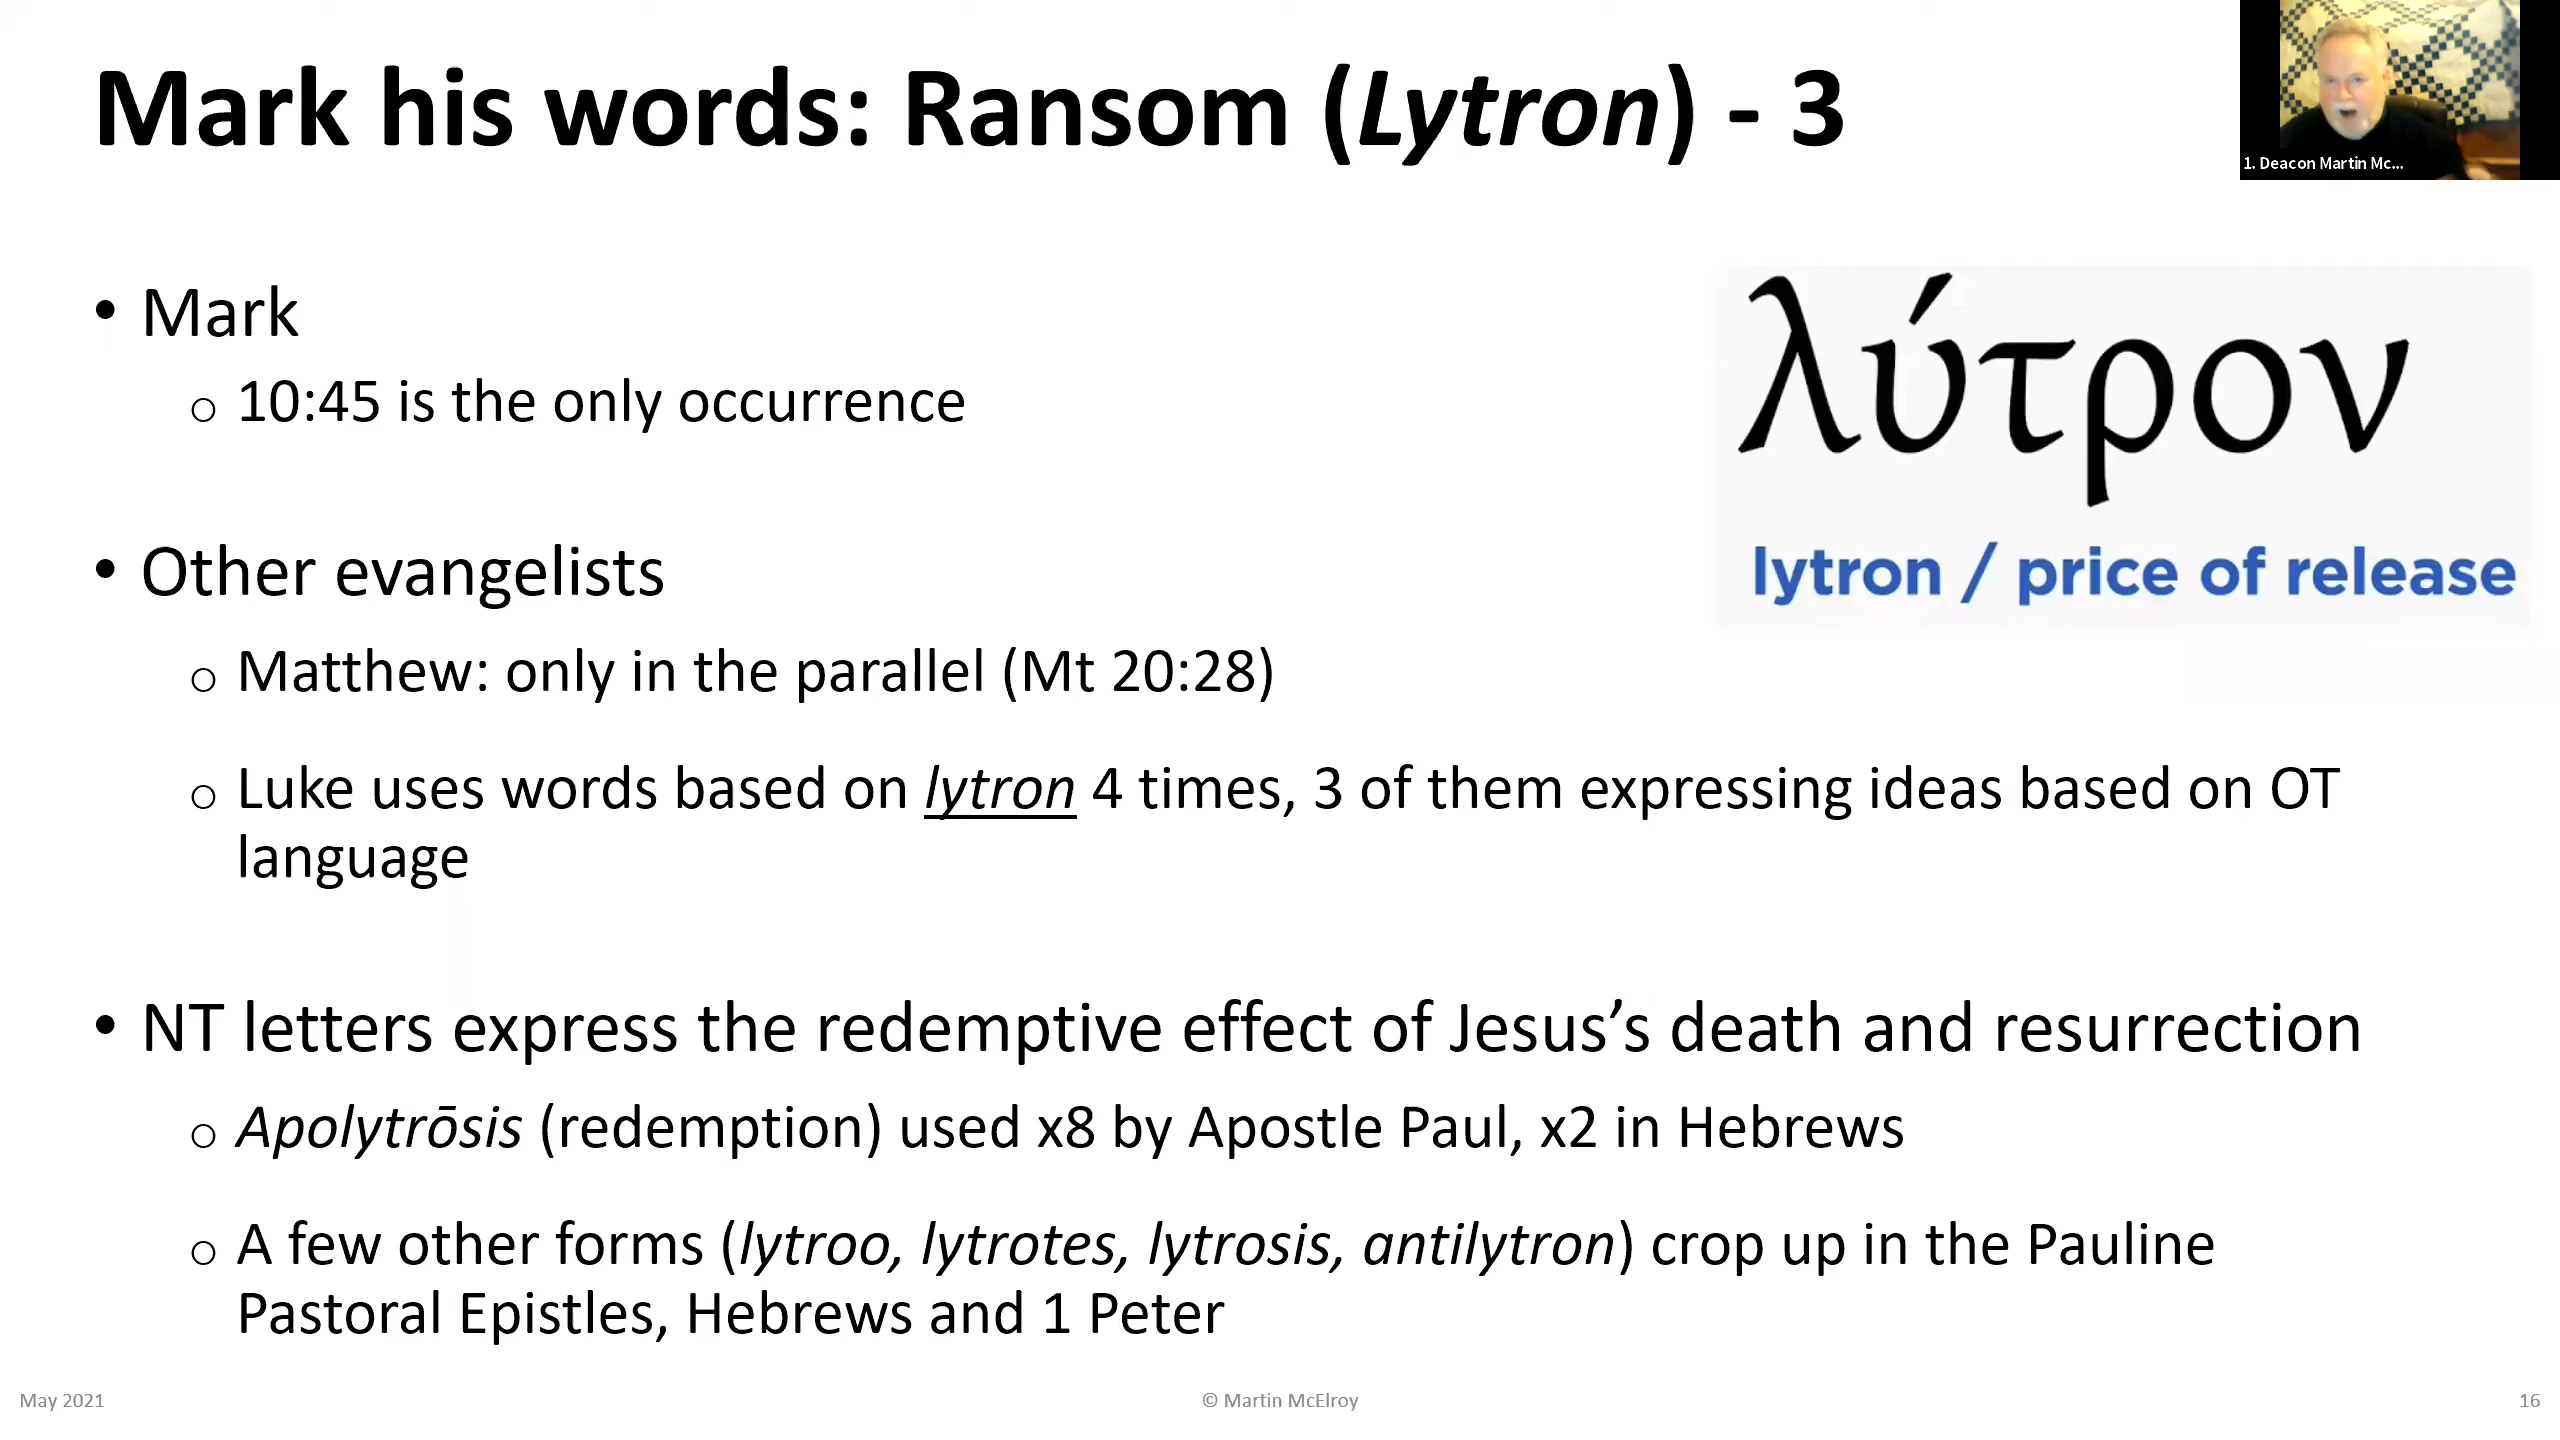 Mark his words: Ransom (Lytron) - 3
1. Deacon Martin Mc...
• Mark
o 10:45 is the only occurrence
λύτρον
lytron / price of release
• Other evangelists
o Matthew: only in the parallel (Mt 20:28)
o Luke uses words based on lytron 4 times, 3 of them expressing ideas based on OT
language
• NT letters express the redemptive effect of Jesus’s death and resurrection
o Apolytrōsis (redemption) used x8 by Apostle Paul, x2 in Hebrews
o A few other forms (lytroo, lytrotes, lytrosis, antilytron) crop up in the Pauline
Pastoral Epistles, Hebrews and 1 Peter
May 2021
© Martin McElroy
16